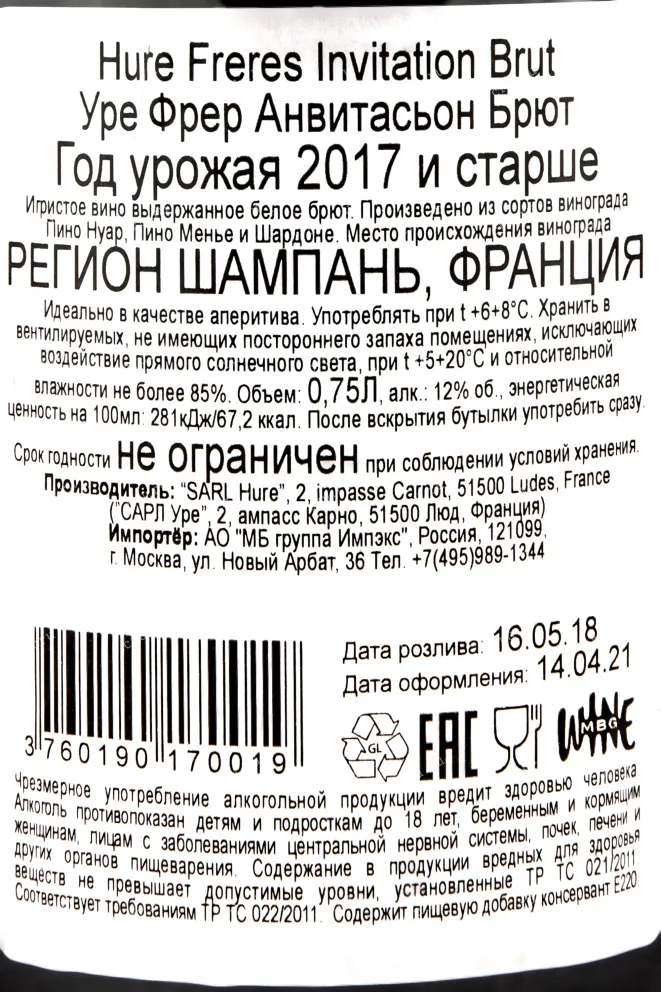 Hure Freres Invitation Brut
Уре Фрер Анвитасьон Брют
Год урожая 2017 и старше
Игристое вино выдержанное белое брют. Произведено из сортов винограда
Пино Нуар, Пино Менье и Шардоне. Место происхождения винограда
РЕГИОН ШАМПАНЬ, ФРАНЦИЯ
Идеально в качестве аперитива. Употреблять при t +6+8°С. Хранить в
вентилируемых, не имеющих постороннего запаха помещениях, исключающих
воздействие прямого солнечного света, при t +5+20°С и относительной
влажности не более 85%. Объем: 0,75Л, алк.: 12% об., энергетическая
ценность на 100мл: 281кДж/67,2 ккал. После вскрытия бутылки употребить сразу.
Срок годности не ограничен при соблюдении условий хранения.
Производитель: "SARL Hure", 2, impasse Carnot, 51500 Ludes, France
("САРЛ Уре", 2, ампасс Карно, 51500 Люд, Франция)
Импортёр: АО "МБ группа Импэкс", Россия, 121099,
г. Москва, ул. Новый Арбат, 36 Тел. +7(495)989-1344
Дата розлива: 16.05.18
Дата оформления: 14.04.21
3 760190 170019
GL EAC WINE MBG
Чрезмерное употребление алкогольной продукции вредит здоровью человека
Алкоголь противопоказан детям и подросткам до 18 лет, беременным и кормящим
женщинам, лицам с заболеваниями центральной нервной системы, почек, печени и
других органов пищеварения. Содержание в продукции вредных для здоровья
веществ не превышает допустимые уровни, установленные ТР ТС 021/2011
Соответствует требованиям ТР ТС 022/2011. Содержит пищевую добавку консервант Е220